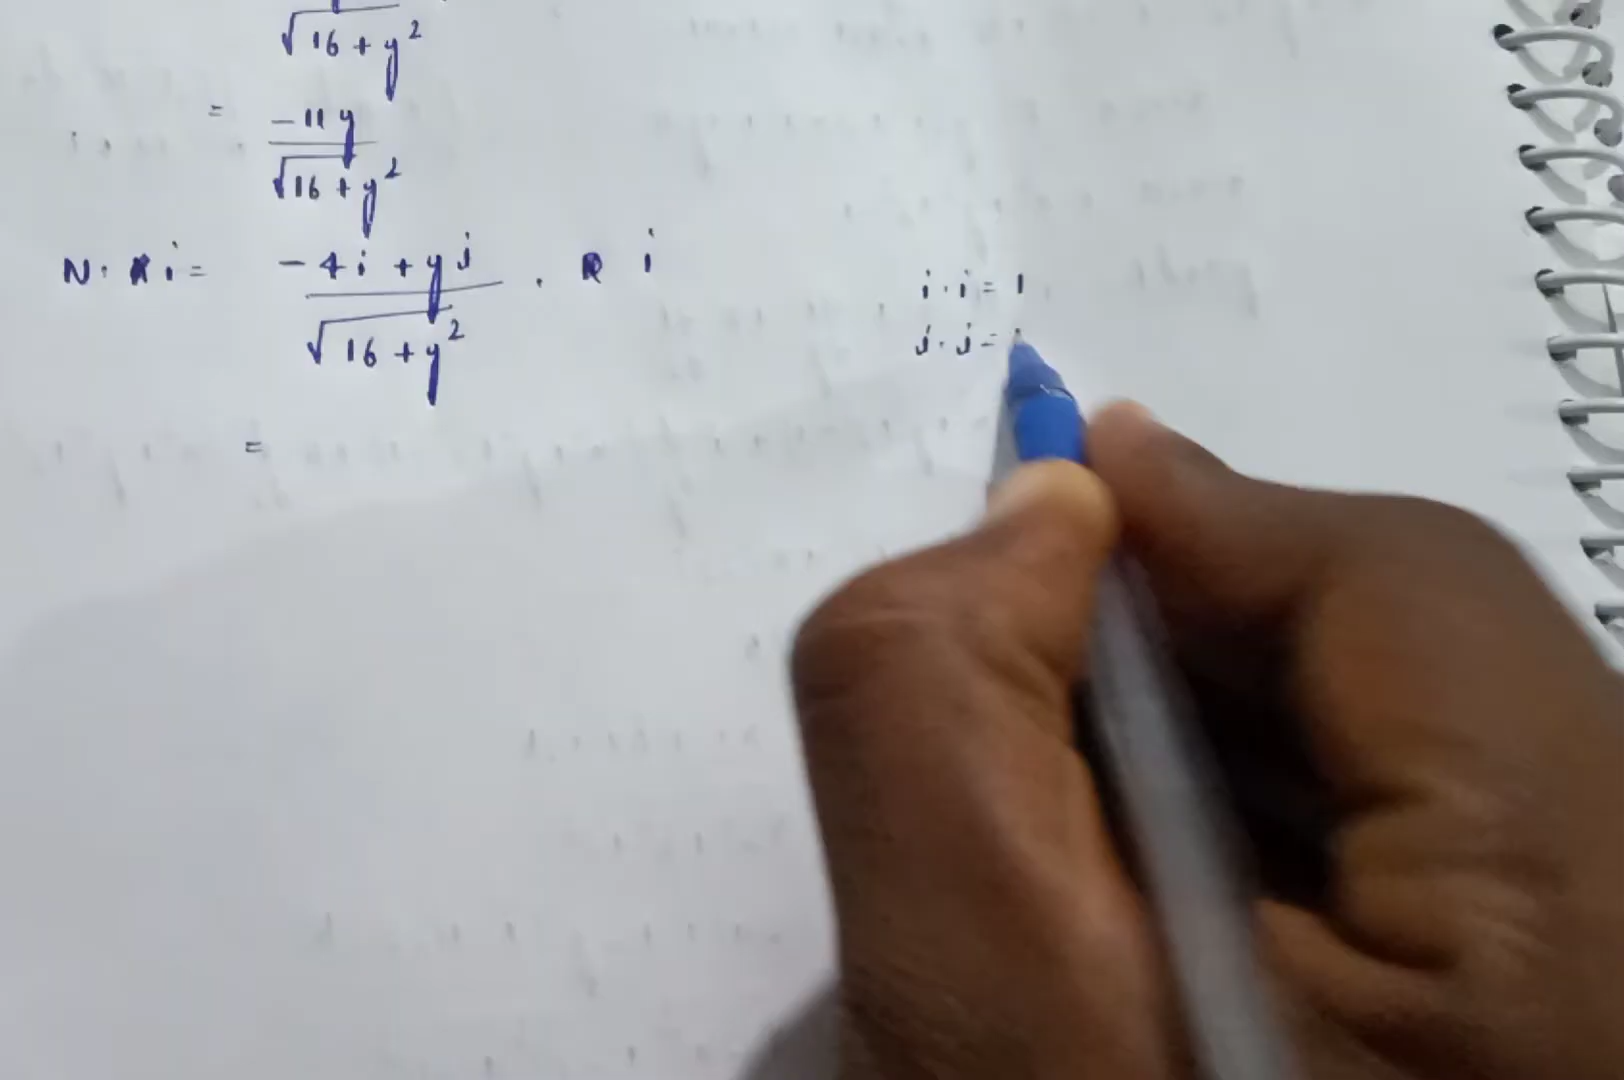 √16 + y²
= -11y / √16 + y²
N. i = -4i + yj / √16 + y² . i
i . i = 1
j . j =
=